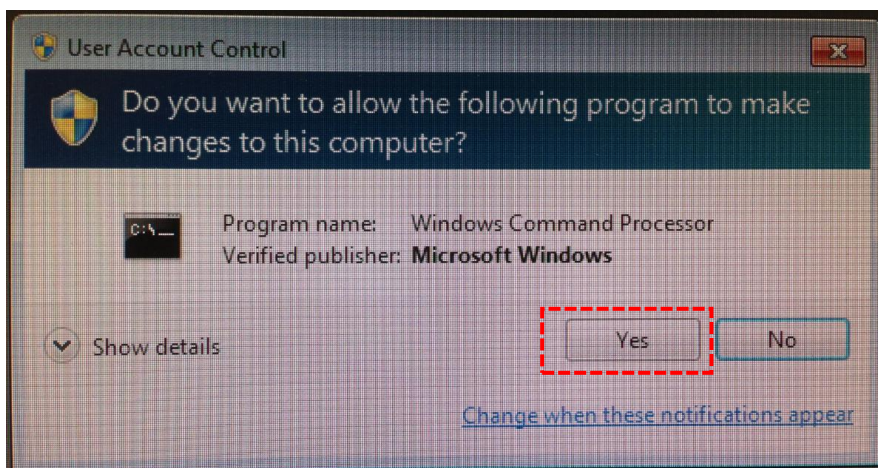 User Account Control
Do you want to allow the following program to make
changes to this computer?
C:\
Program name: Windows Command Processor
Verified publisher: Microsoft Windows
Show details
Yes
No
Change when these notifications appear